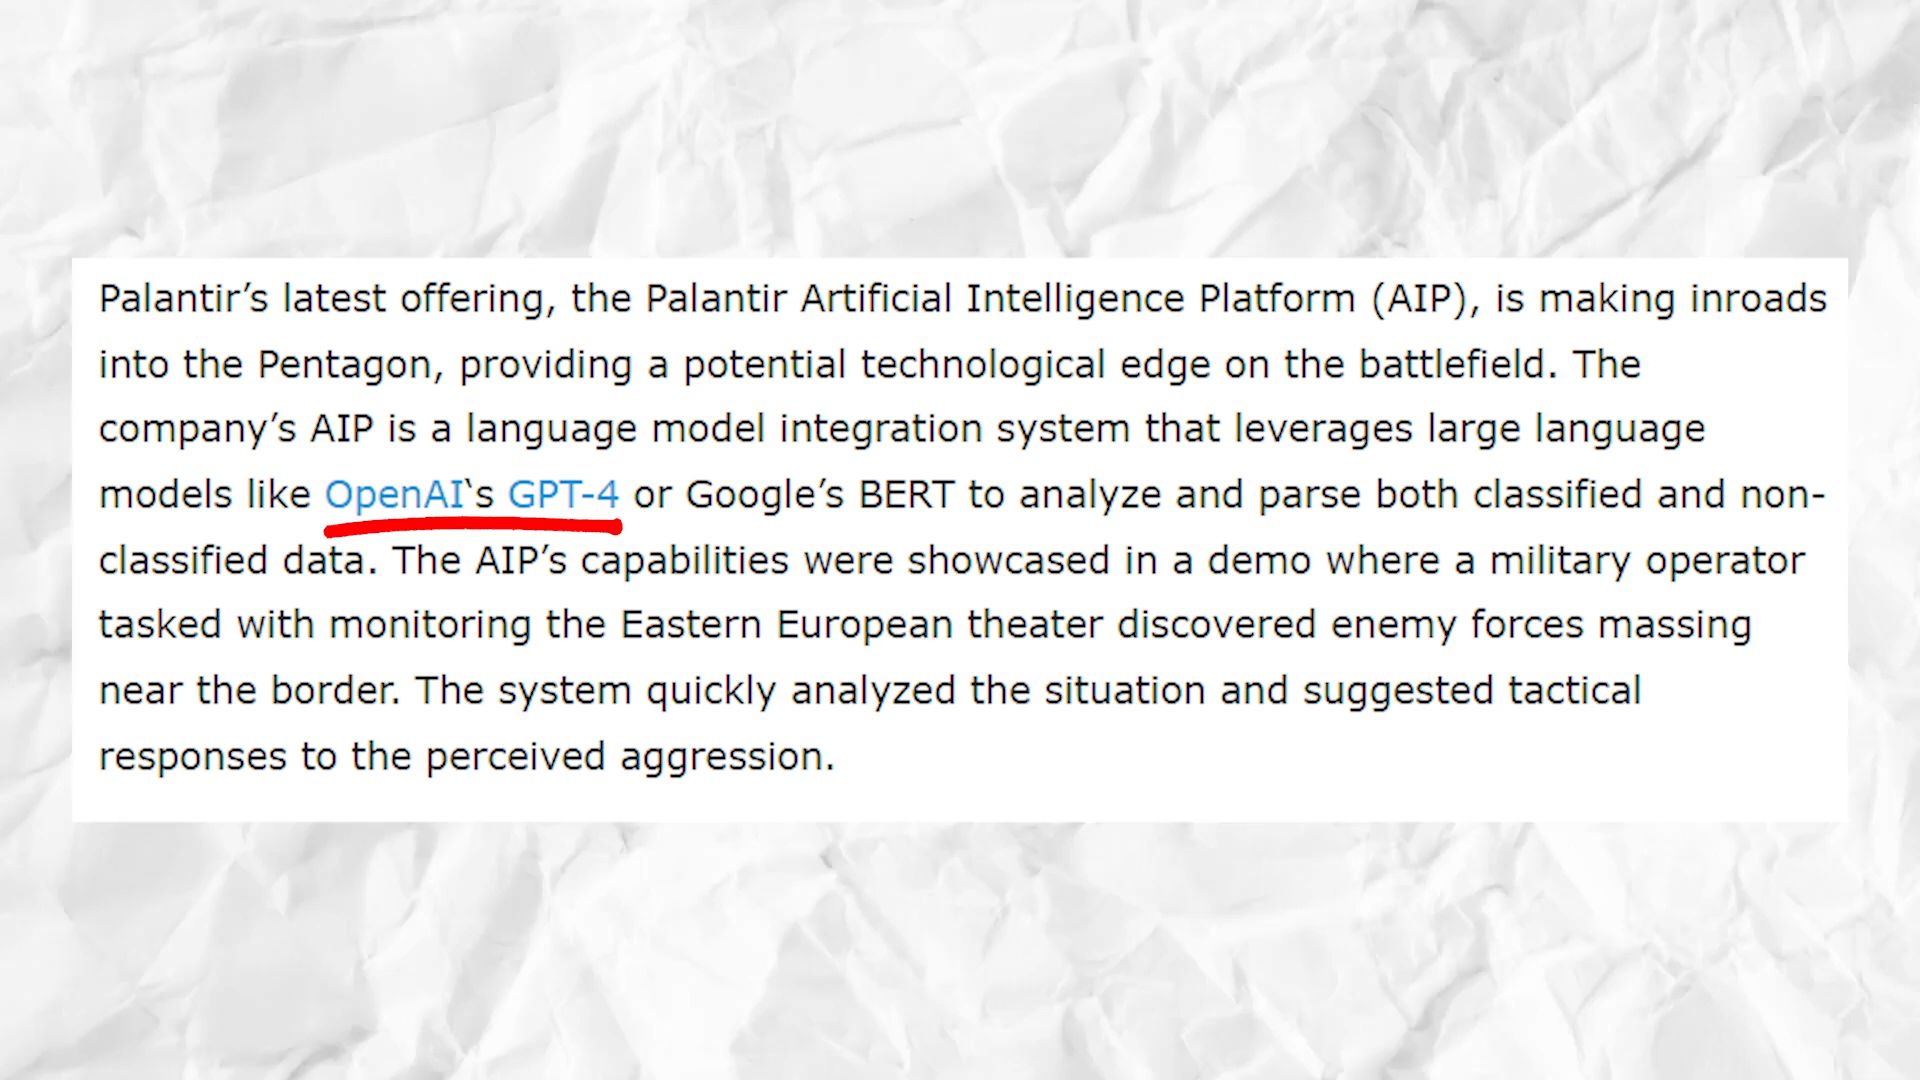 Palantir’s latest offering, the Palantir Artificial Intelligence Platform (AIP), is making inroads
into the Pentagon, providing a potential technological edge on the battlefield. The
company’s AIP is a language model integration system that leverages large language
models like OpenAI‘s GPT-4 or Google’s BERT to analyze and parse both classified and non-
classified data. The AIP’s capabilities were showcased in a demo where a military operator
tasked with monitoring the Eastern European theater discovered enemy forces massing
near the border. The system quickly analyzed the situation and suggested tactical
responses to the perceived aggression.